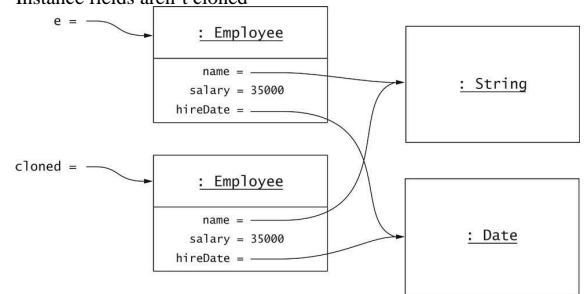 Instance fields aren't cloned
e =
: Employee
name =
salary = 35000
hireDate =
: String
cloned =
: Employee
name =
salary = 35000
hireDate =
: Date